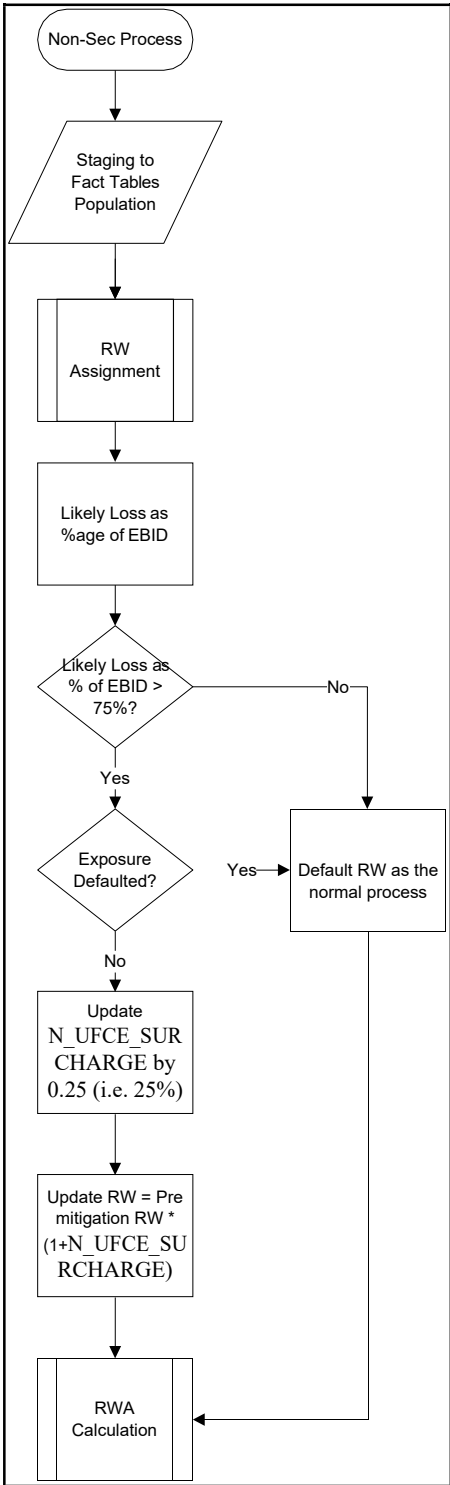 Non-Sec Process
Staging to
Fact Tables
Population
RW
Assignment
Likely Loss as
%age of EBID
Likely Loss as
% of EBID >
75%?
No
Yes
Exposure
Defaulted?
Yes
Default RW as the
normal process
No
Update
N_UFCE_SUR
CHARGE by
0.25 (i.e. 25%)
Update RW = Pre
mitigation RW *
(1+N_UFCE_SU
RCHARGE)
RWA
Calculation